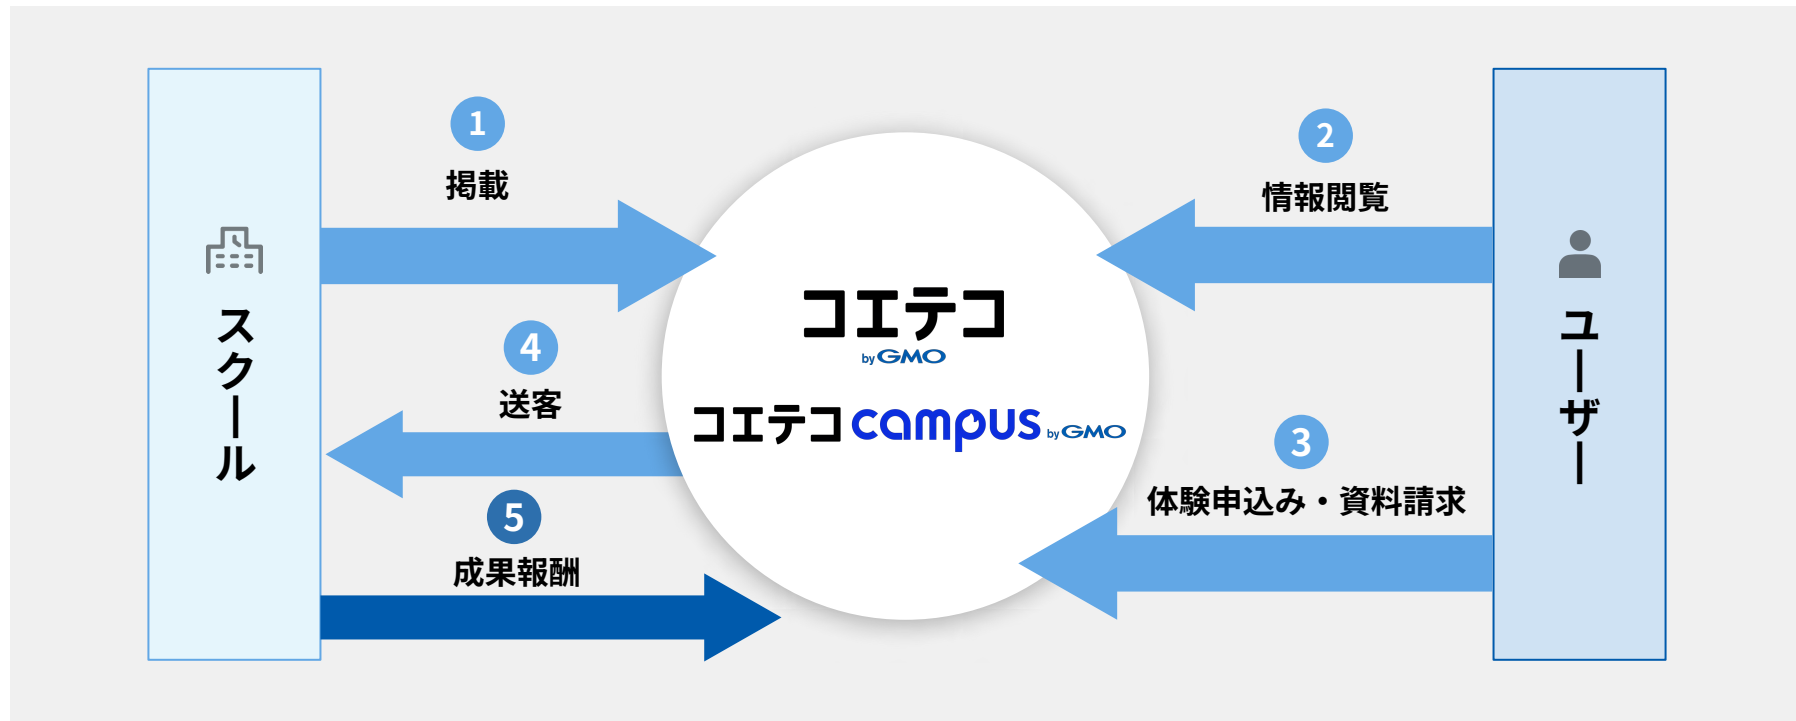 1
掲載
2
情報閲覧
スクール
ユーザー
コエテコ
by GMO
4
送客
コエテコ campus by GMO
3
体験申込み・資料請求
5
成果報酬